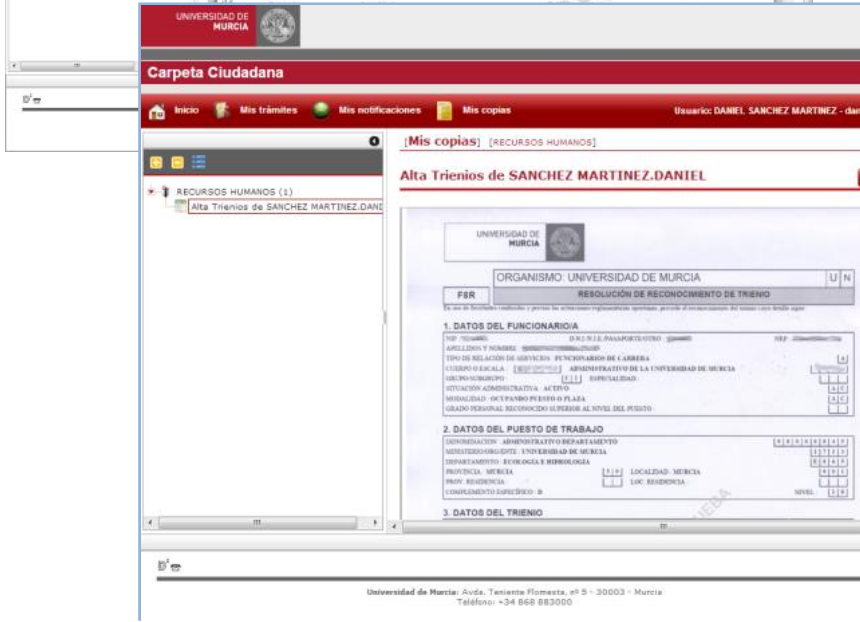 UNIVERSIDAD DE
MURCIA
Carpeta Ciudadana
Inicio Mis trámites Mis notificaciones Mis copias Usuario: DANIEL SANCHEZ MARTINEZ - dan
[Mis copias] [RECURSOS HUMANOS]
RECURSOS HUMANOS (1)
Alta Trienios de SANCHEZ MARTINEZ.DANI
Alta Trienios de SANCHEZ MARTINEZ.DANIEL
UNIVERSIDAD DE
MURCIA
ORGANISMO: UNIVERSIDAD DE MURCIA U N
F8R RESOLUCIÓN DE RECONOCIMIENTO DE TRIENIO
1. DATOS DEL FUNCIONARIO/A
NIF D.N.I/N.I.E./PASAPORTE/OTRO NRP
APELLIDOS Y NOMBRE
TIPO DE RELACIÓN DE SERVICIOS: FUNCIONARIOS DE CARRERA A
CUERPO O ESCALA: ADMINISTRATIVO DE LA UNIVERSIDAD DE MURCIA
GRUPO/SUBGRUPO: ESPECIALIDAD:
SITUACIÓN ADMINISTRATIVA: ACTIVO A C
MODALIDAD: OCUPANDO PUESTO O PLAZA A C
GRADO PERSONAL RECONOCIDO SUPERIOR AL NIVEL DEL PUESTO:
2. DATOS DEL PUESTO DE TRABAJO
DENOMINACIÓN: ADMINISTRATIVO DEPARTAMENTO
MINISTERIO/ORG/ENTE: UNIVERSIDAD DE MURCIA
DEPARTAMENTO: ECOLOGÍA E HIDROLOGÍA
PROVINCIA: MURCIA 30 LOCALIDAD: MURCIA
PROV. RESIDENCIA: LOC. RESIDENCIA:
COMPLEMENTO ESPECÍFICO: B NIVEL
3. DATOS DEL TRIENIO
Universidad de Murcia: Avda. Teniente Flomesta, nº 5 - 30003 - Murcia
Teléfono: +34 868 883000